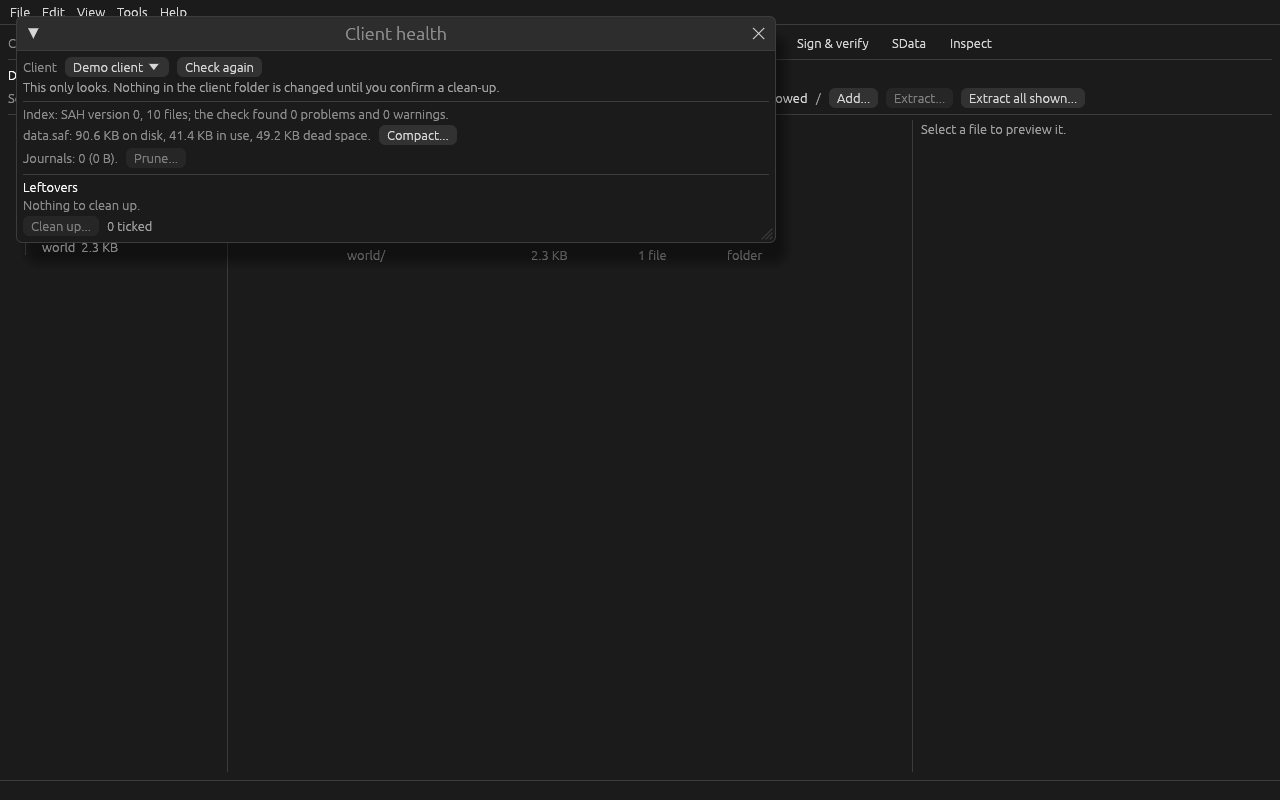 File Edit View Tools Help
Client health
Sign & verify SData Inspect
Client Demo client Check again
This only looks. Nothing in the client folder is changed until you confirm a clean-up.
owed / Add... Extract... Extract all shown...
Index: SAH version 0, 10 files; the check found 0 problems and 0 warnings.
data.saf: 90.6 KB on disk, 41.4 KB in use, 49.2 KB dead space. Compact...
Select a file to preview it.
Journals: 0 (0 B). Prune...
Leftovers
Nothing to clean up.
Clean up... 0 ticked
world 2.3 KB
world/ 2.3 KB 1 file folder